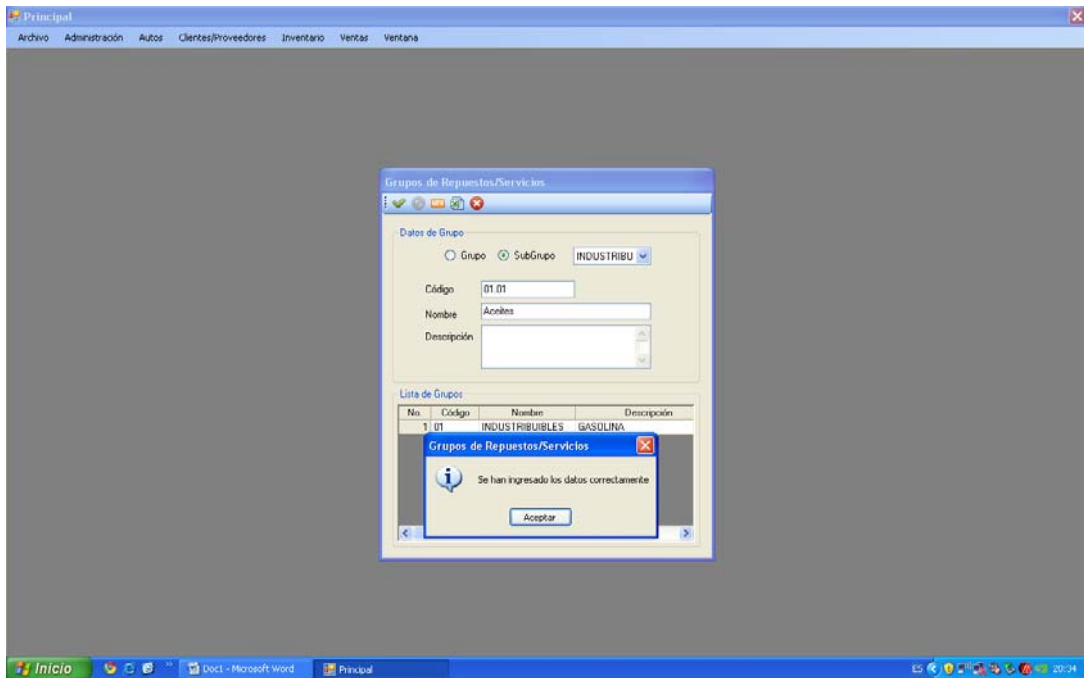 Principal
Archivo Administración Autos Clientes/Proveedores Inventario Ventas Ventana
Grupos de Repuestos/Servicios
Datos de Grupo
Grupo SubGrupo INDUSTRIBU
Código 01.01
Nombre Aceites
Descripción
Lista de Grupos
No. Código Nombre Descripción
1 01 INDUSTRIBUIBLES GASOLINA
Grupos de Repuestos/Servicios
Se han ingresado los datos correctamente
Aceptar
Inicio Doc1 - Microsoft Word Principal ES 20:34